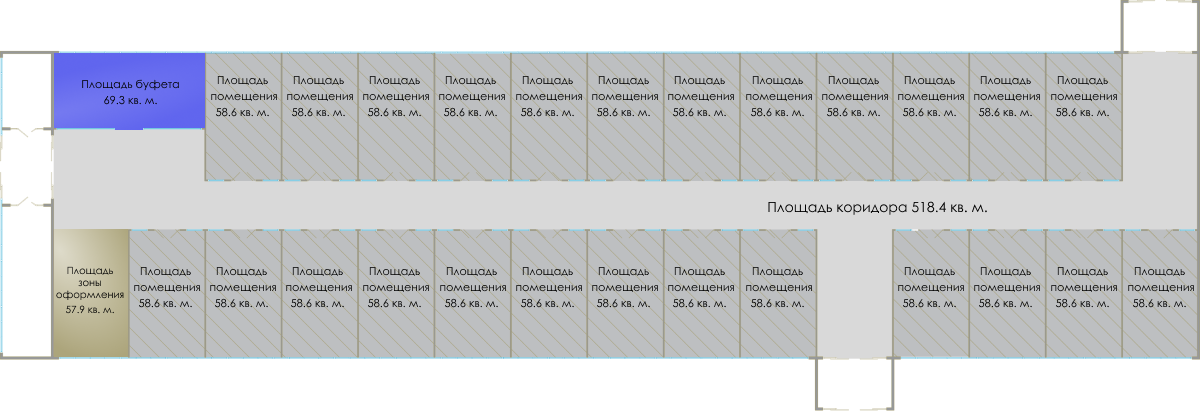 Площадь буфета
69.3 кв. м.
Площадь
помещения
58.6 кв. м.
Площадь
помещения
58.6 кв. м.
Площадь
помещения
58.6 кв. м.
Площадь
помещения
58.6 кв. м.
Площадь
помещения
58.6 кв. м.
Площадь
помещения
58.6 кв. м.
Площадь
помещения
58.6 кв. м.
Площадь
помещения
58.6 кв. м.
Площадь
помещения
58.6 кв. м.
Площадь
помещения
58.6 кв. м.
Площадь
помещения
58.6 кв. м.
Площадь
помещения
58.6 кв. м.
Площадь коридора 518.4 кв. м.
Площадь
зоны
оформления
57.9 кв. м.
Площадь
помещения
58.6 кв. м.
Площадь
помещения
58.6 кв. м.
Площадь
помещения
58.6 кв. м.
Площадь
помещения
58.6 кв. м.
Площадь
помещения
58.6 кв. м.
Площадь
помещения
58.6 кв. м.
Площадь
помещения
58.6 кв. м.
Площадь
помещения
58.6 кв. м.
Площадь
помещения
58.6 кв. м.
Площадь
помещения
58.6 кв. м.
Площадь
помещения
58.6 кв. м.
Площадь
помещения
58.6 кв. м.
Площадь
помещения
58.6 кв. м.